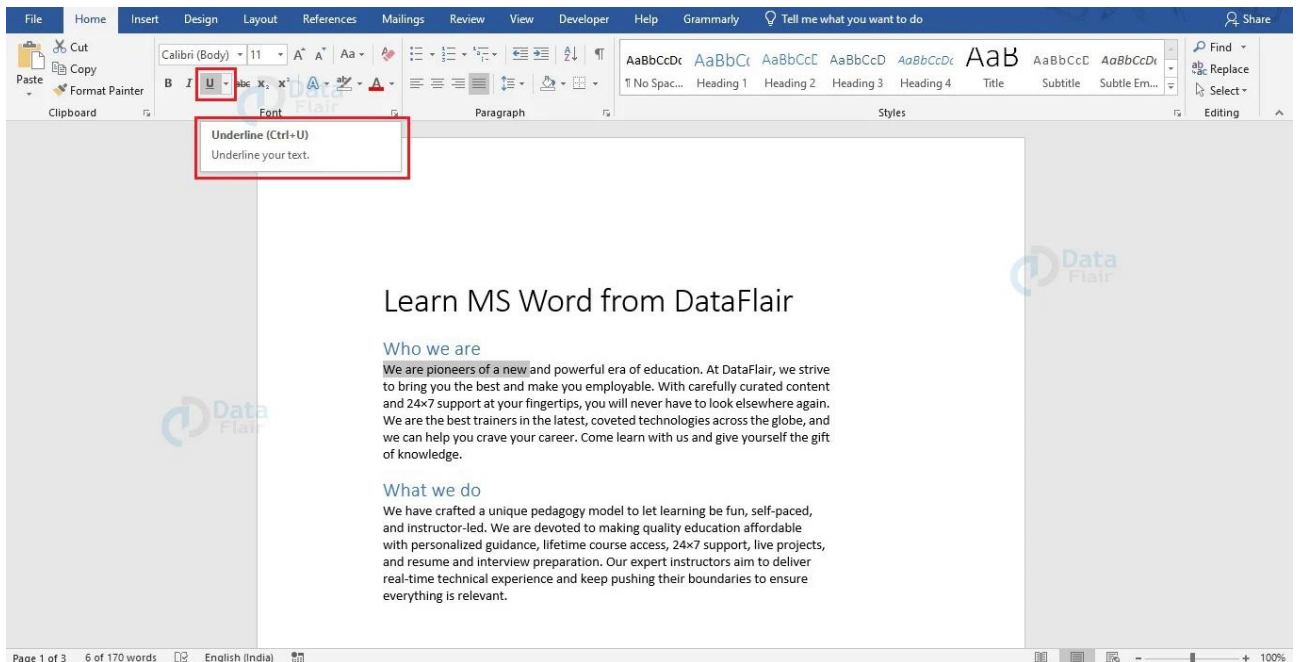 File Home Insert Design Layout References Mailings Review View Developer Help Grammarly Tell me what you want to do Share
Cut
Copy
Format Painter
Paste
Clipboard
Calibri (Body) 11 A A Aa
B I U abc x₂ x² A aby A
Font
Paragraph
AaBbCcDc AaBbC( AaBbCcE AaBbCcD AaBbCcDc AaB AaBbCcE AaBbCcDt
¶ No Spac... Heading 1 Heading 2 Heading 3 Heading 4 Title Subtitle Subtle Em...
Styles
Find
Replace
Select
Editing
Data
Flair
Underline (Ctrl+U)
Underline your text.
Data
Flair
Learn MS Word from DataFlair
Who we are
We are pioneers of a new and powerful era of education. At DataFlair, we strive
to bring you the best and make you employable. With carefully curated content
and 24×7 support at your fingertips, you will never have to look elsewhere again.
We are the best trainers in the latest, coveted technologies across the globe, and
we can help you crave your career. Come learn with us and give yourself the gift
of knowledge.
Data
Flair
What we do
We have crafted a unique pedagogy model to let learning be fun, self-paced,
and instructor-led. We are devoted to making quality education affordable
with personalized guidance, lifetime course access, 24×7 support, live projects,
and resume and interview preparation. Our expert instructors aim to deliver
real-time technical experience and keep pushing their boundaries to ensure
everything is relevant.
Page 1 of 3 6 of 170 words English (India) 100%